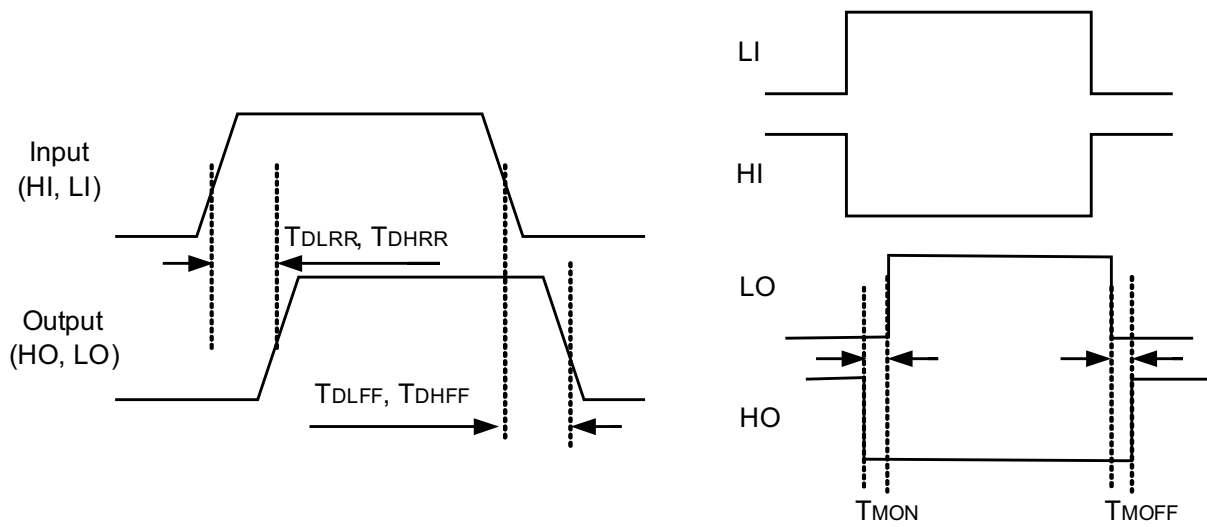 Input
(HI, LI)
TDLRR, TDHRR
Output
(HO, LO)
TDLFF, TDHFF
LI
HI
LO
HO
TMON
TMOFF